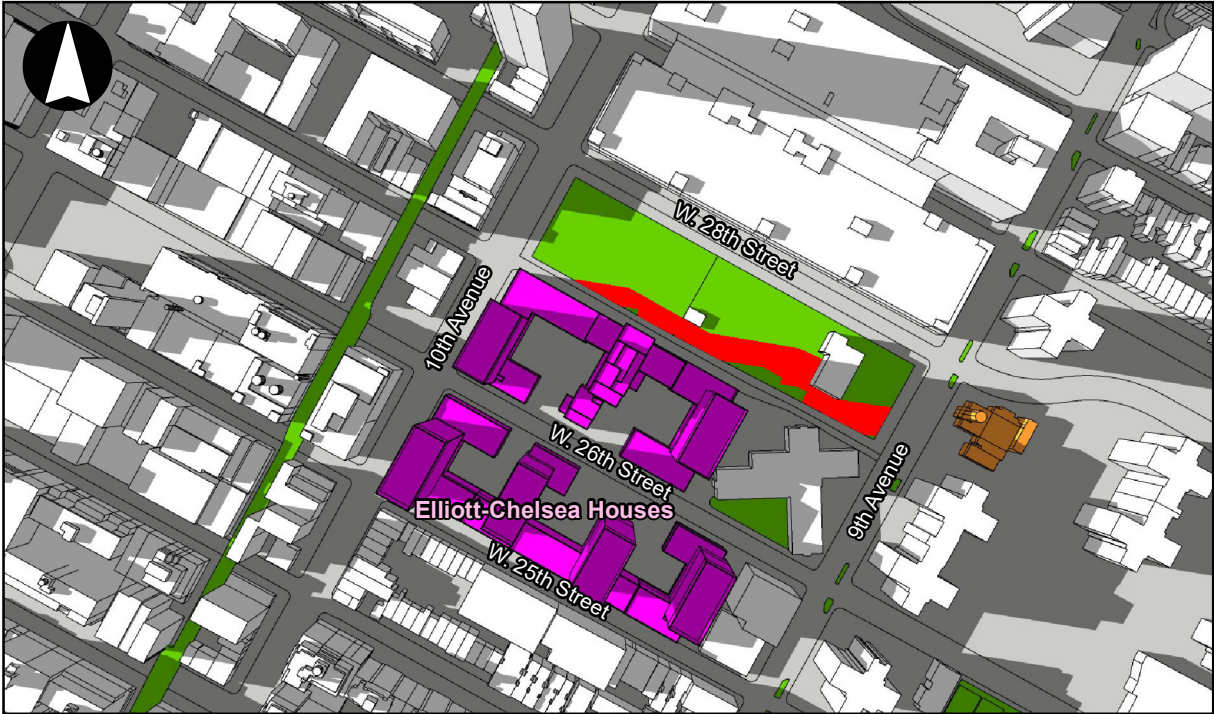 W. 28th Street
10th Avenue
W. 26th Street
9th Avenue
Elliott-Chelsea Houses
W. 25th Street